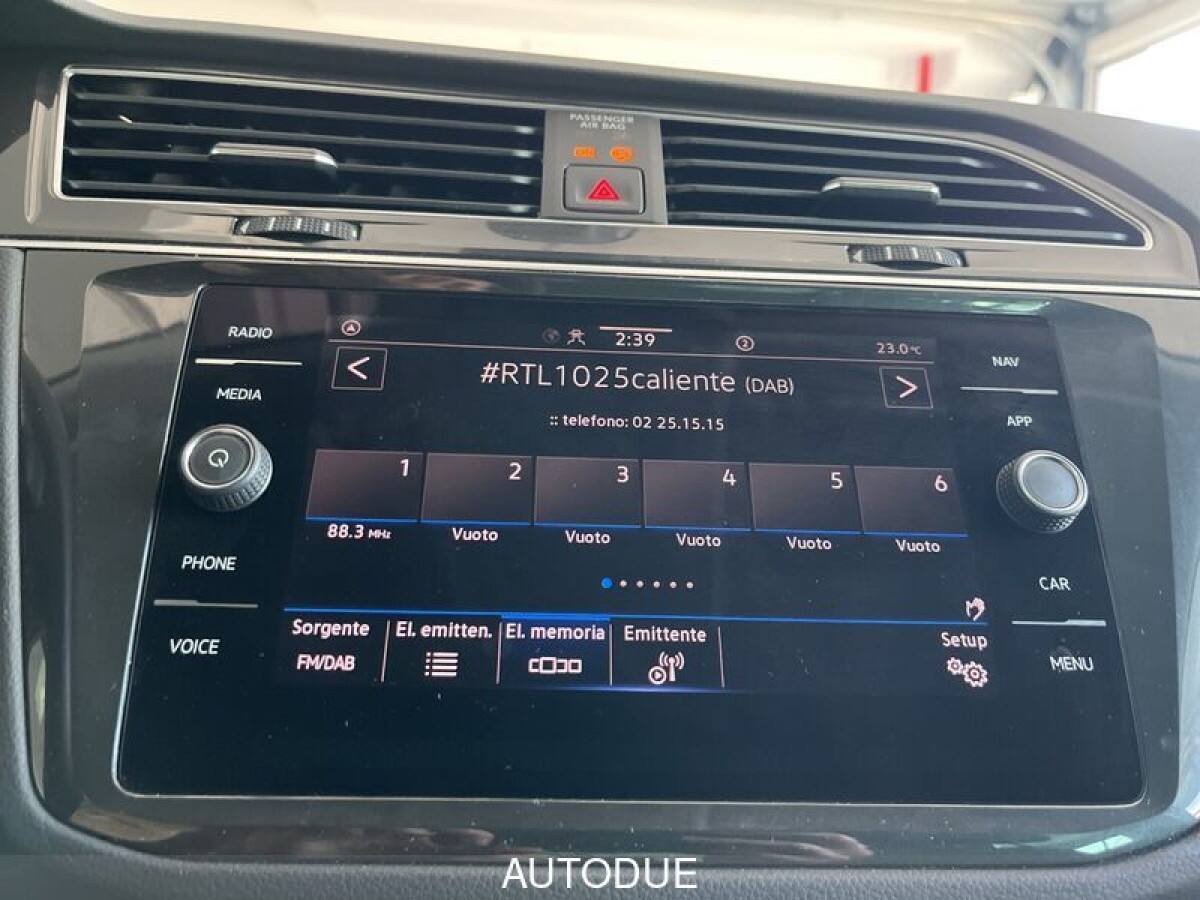 PASSENGER
AIR BAG
RADIO
MEDIA
PHONE
VOICE
2:39
2
23.0°C
<
#RTL1025caliente (DAB)
>
:: telefono: 02 25.15.15
1 2 3 4 5 6
88.3 MHz Vuoto Vuoto Vuoto Vuoto Vuoto
Sorgente El. emitten. El. memoria Emittente Setup
FM/DAB
NAV
APP
CAR
MENU
AUTODUE